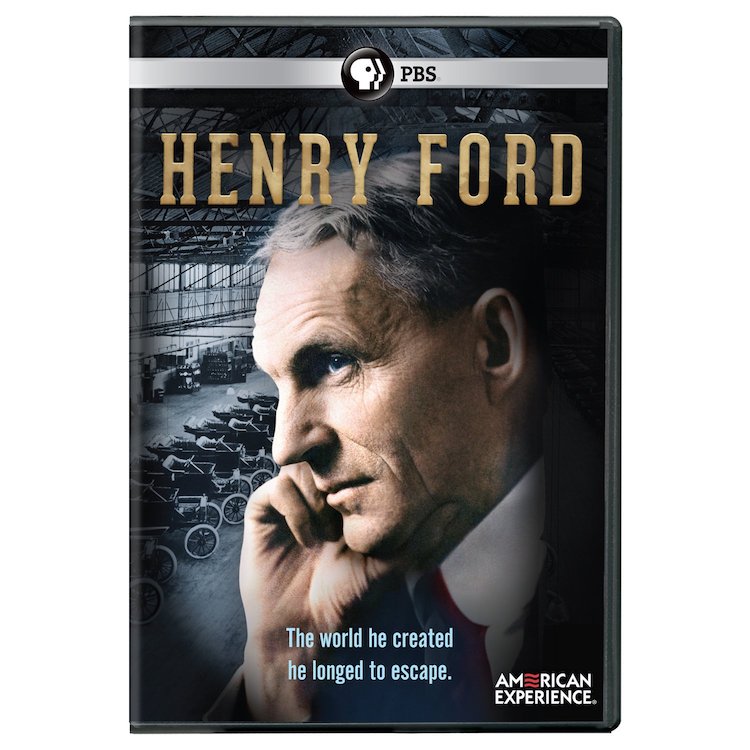 PBS
HENRY FORD
The world he created
he longed to escape.
AMERICAN
EXPERIENCE®